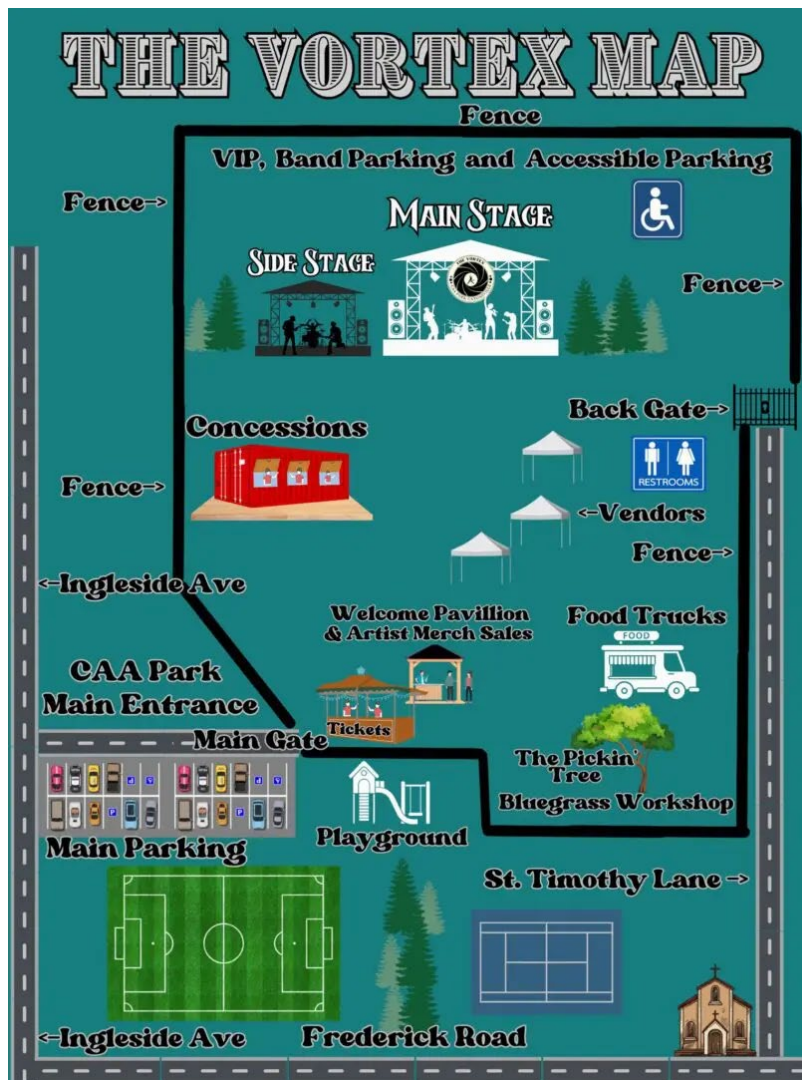 THE VORTEX MAP
Fence
VIP, Band Parking and Accessible Parking
Fence→
MAIN STAGE
SIDE STAGE
Fence→
Back Gate→
Concessions
RESTROOMS
Fence→
←Vendors
Fence→
←Ingleside Ave
Welcome Pavillion
& Artist Merch Sales
Food Trucks
FOOD
CAA Park
Main Entrance
Tickets
Main Gate
The Pickin'
Tree
Bluegrass Workshop
Playground
Main Parking
St. Timothy Lane→
←Ingleside Ave
Frederick Road